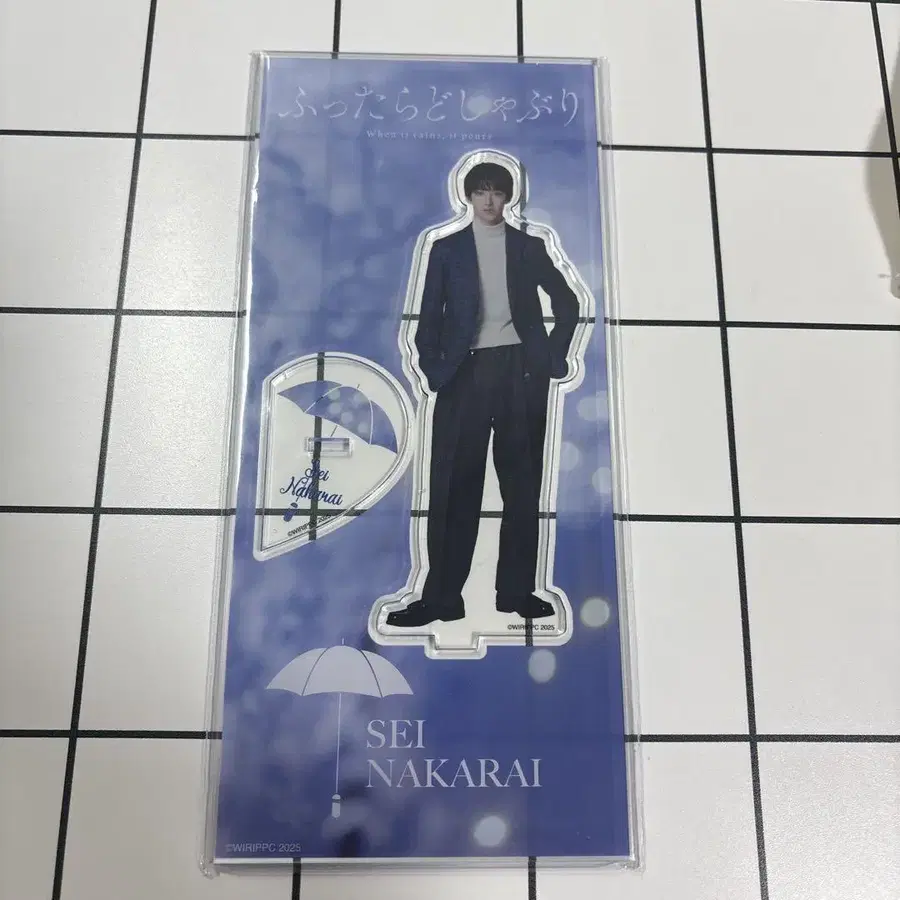 ふったらどしゃぶり
When it rains, it pours
Sei
Nakarai
©WIRIPPC 2025
©WIRIPPC 2025
SEI
NAKARAI
©WIRIPPC 2025